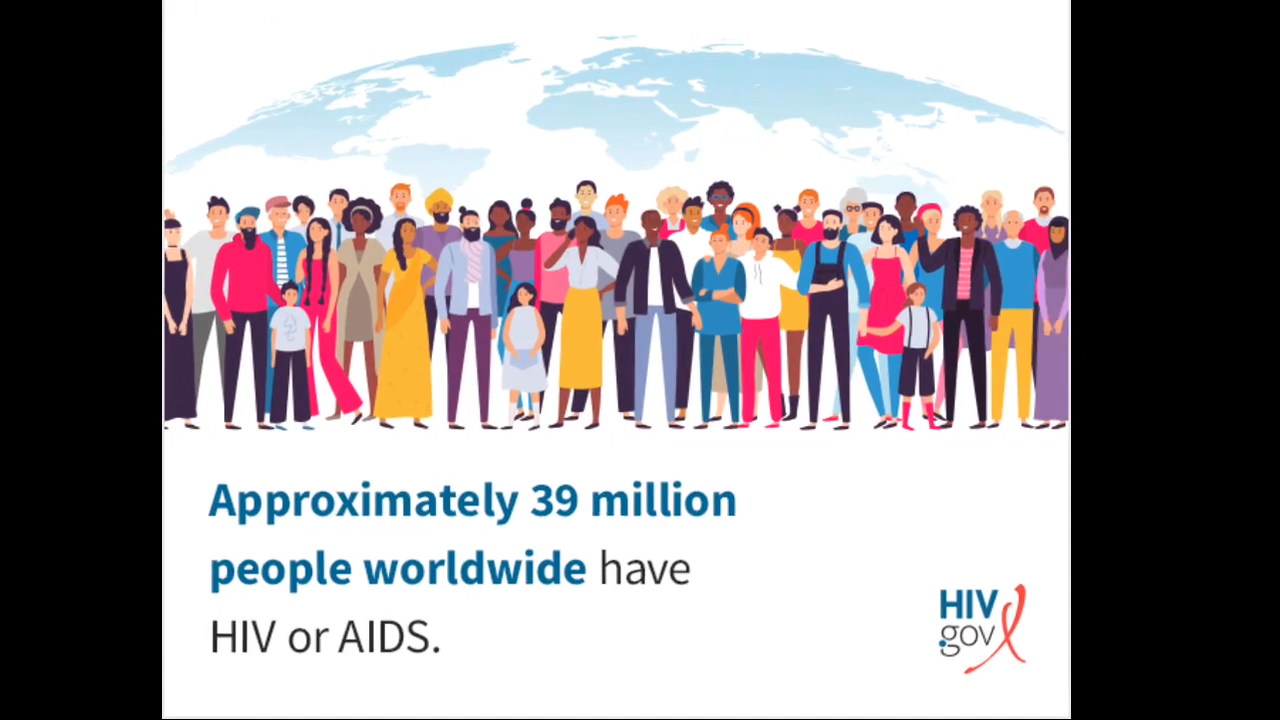 Approximately 39 million
people worldwide have
HIV or AIDS.
HIV
.gov